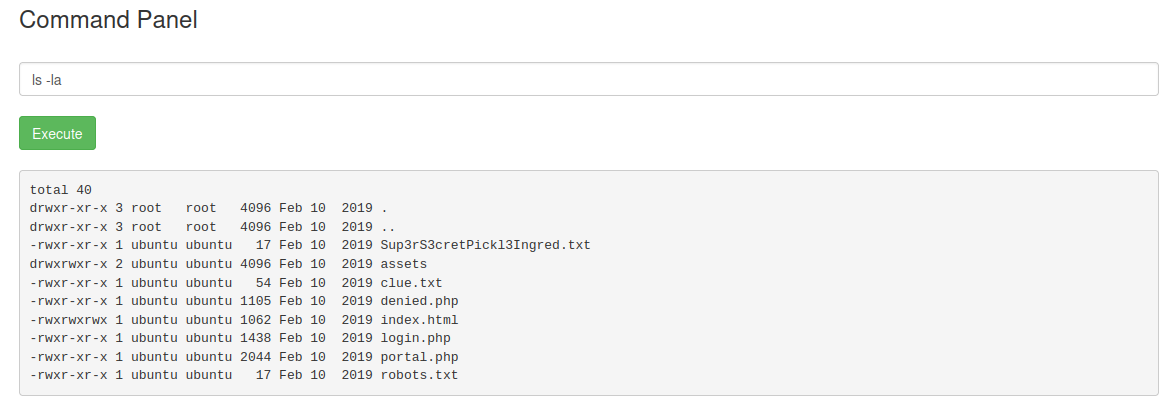 Command Panel
ls -la
Execute
total 40
drwxr-xr-x 3 root   root   4096 Feb 10  2019 .
drwxr-xr-x 3 root   root   4096 Feb 10  2019 ..
-rwxr-xr-x 1 ubuntu ubuntu   17 Feb 10  2019 Sup3rS3cretPickl3Ingred.txt
drwxrwxr-x 2 ubuntu ubuntu 4096 Feb 10  2019 assets
-rwxr-xr-x 1 ubuntu ubuntu   54 Feb 10  2019 clue.txt
-rwxr-xr-x 1 ubuntu ubuntu 1105 Feb 10  2019 denied.php
-rwxrwxrwx 1 ubuntu ubuntu 1062 Feb 10  2019 index.html
-rwxr-xr-x 1 ubuntu ubuntu 1438 Feb 10  2019 login.php
-rwxr-xr-x 1 ubuntu ubuntu 2044 Feb 10  2019 portal.php
-rwxr-xr-x 1 ubuntu ubuntu   17 Feb 10  2019 robots.txt